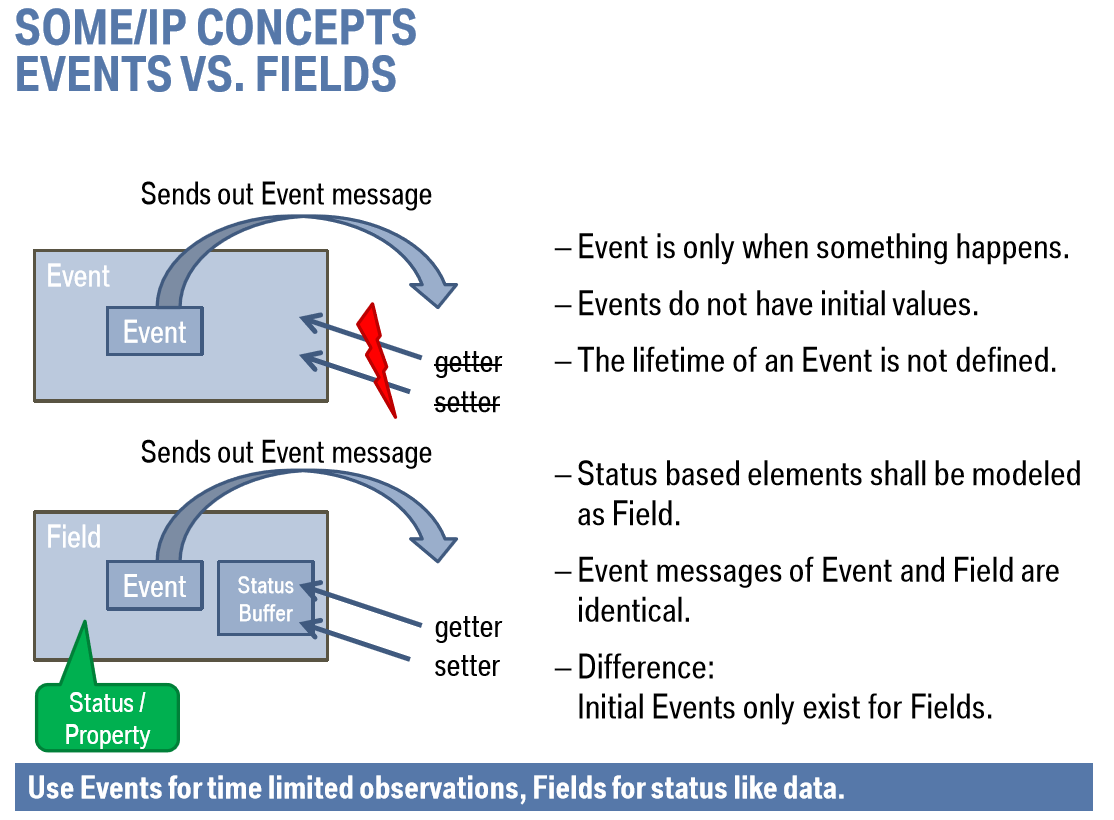 SOME/IP CONCEPTS
EVENTS VS. FIELDS
Sends out Event message
Event
Event
getter
setter
– Event is only when something happens.
– Events do not have initial values.
– The lifetime of an Event is not defined.
Sends out Event message
Field
Event
Status
Buffer
getter
setter
Status /
Property
– Status based elements shall be modeled
as Field.
– Event messages of Event and Field are
identical.
– Difference:
Initial Events only exist for Fields.
Use Events for time limited observations, Fields for status like data.